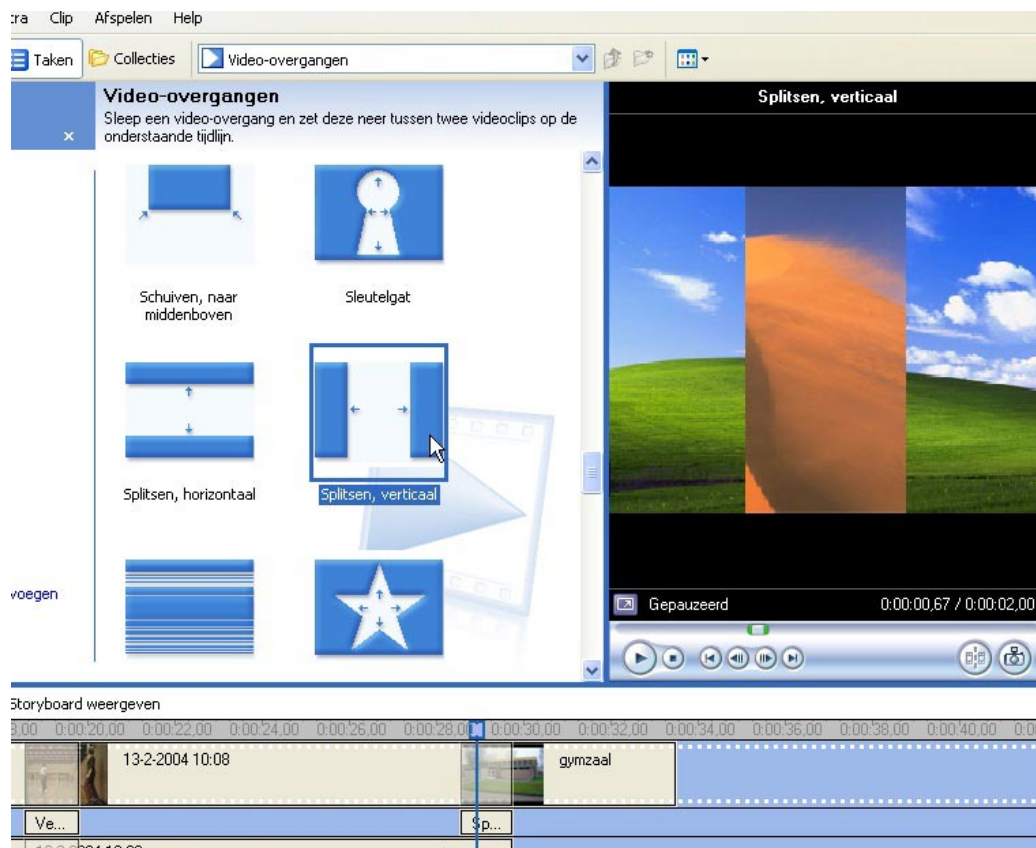 tra Clip Afspelen Help
Taken Collecties Video-overgangen
Video-overgangen
Sleep een video-overgang en zet deze neer tussen twee videoclips op de
onderstaande tijdlijn.
Splitsen, verticaal
Schuiven, naar
middenboven
Sleutelgat
Splitsen, horizontaal
Splitsen, verticaal
voegen
Gepauzeerd 0:00:00,67 / 0:00:02,00
Storyboard weergeven
8,00 0:00:20,00 0:00:22,00 0:00:24,00 0:00:26,00 0:00:28,00 0:00:30,00 0:00:32,00 0:00:34,00 0:00:36,00 0:00:38,00 0:00:40,00 0:0
13-2-2004 10:08 gymzaal
Ve... Sp...